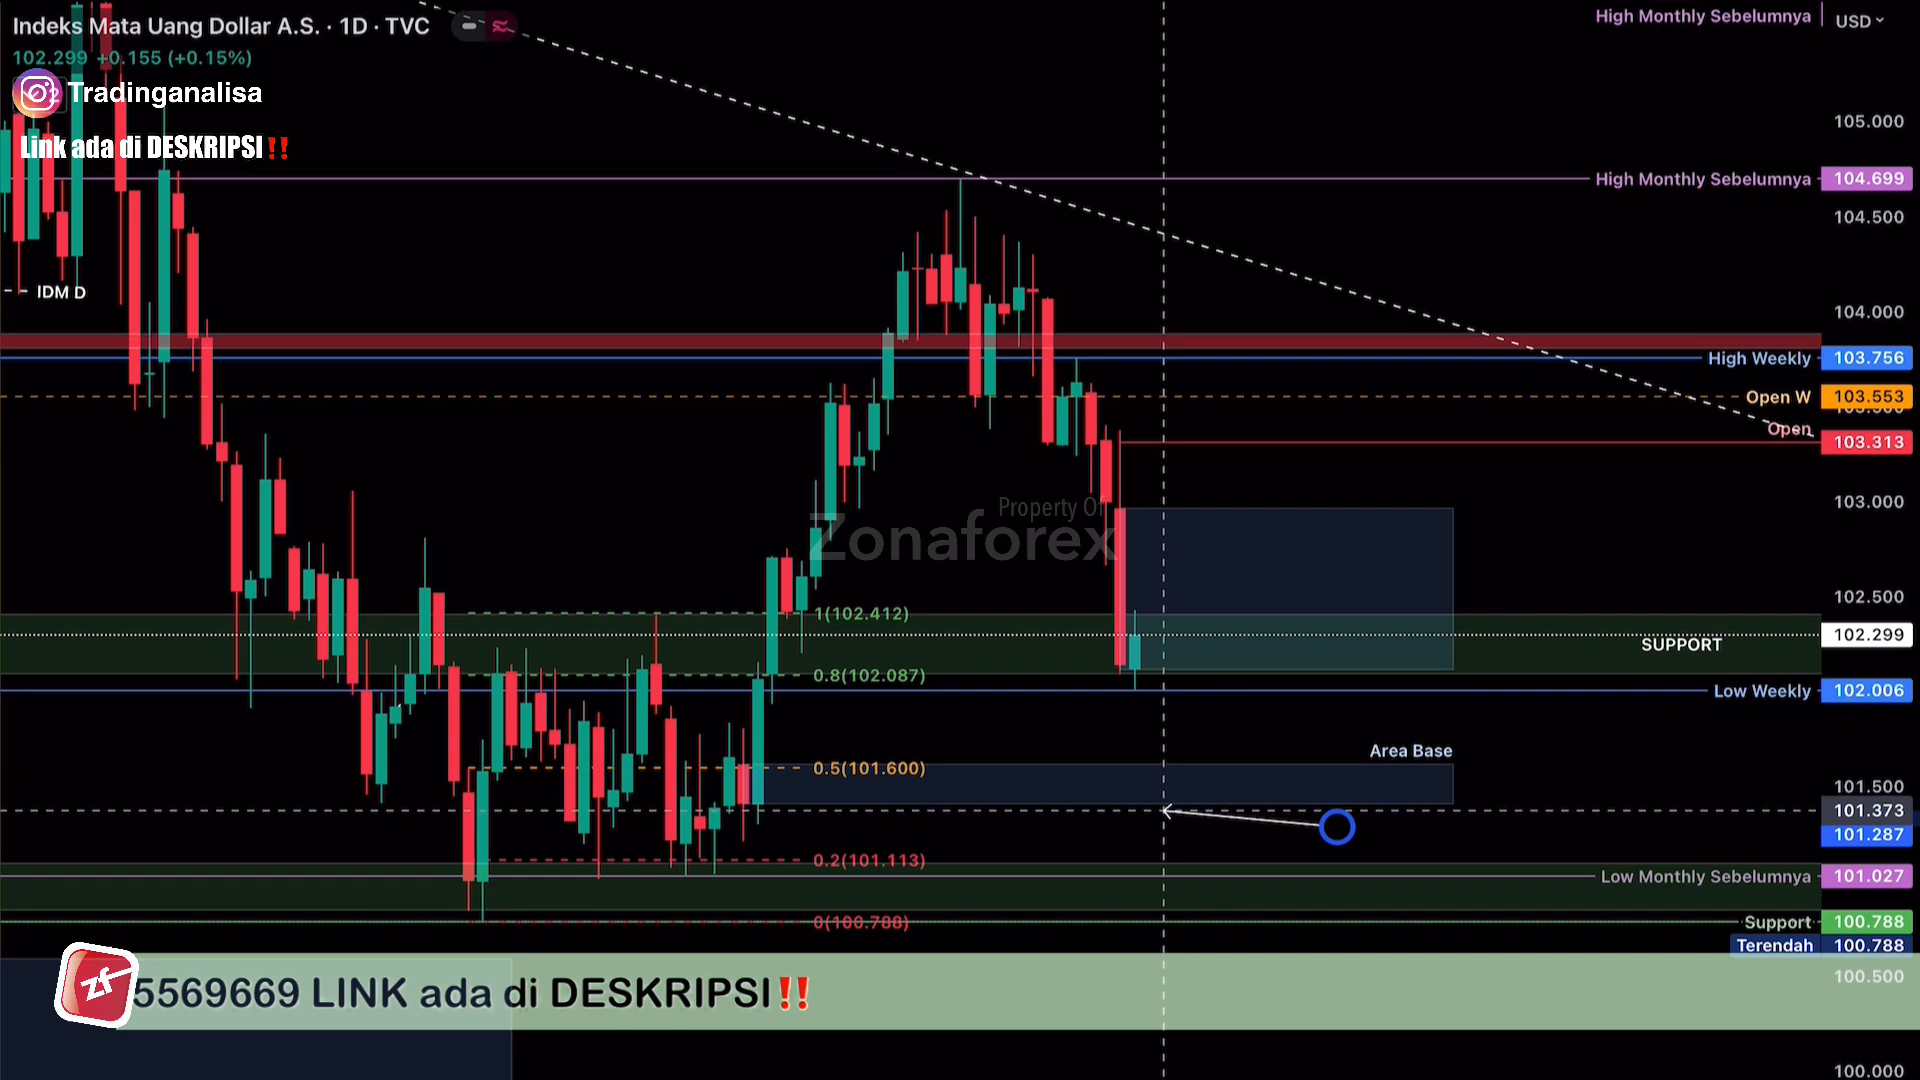 Indeks Mata Uang Dollar A.S. · 1D · TVC
102.299 +0.155 (+0.15%)
Tradinganalisa
Link ada di DESKRIPSI‼️
High Monthly Sebelumnya
USD
105.000
High Monthly Sebelumnya 104.699
104.500
IDM D
104.000
High Weekly 103.756
Open W 103.553
Open
103.313
Property Of
Zonaforex
103.000
102.500
1(102.412)
102.299
SUPPORT
0.8(102.087)
Low Weekly 102.006
Area Base
0.5(101.600)
101.500
101.373
101.287
0.2(101.113)
Low Monthly Sebelumnya 101.027
0(100.788)
Support 100.788
Terendah 100.788
100.500
zf
5569669 LINK ada di DESKRIPSI‼️
100.000